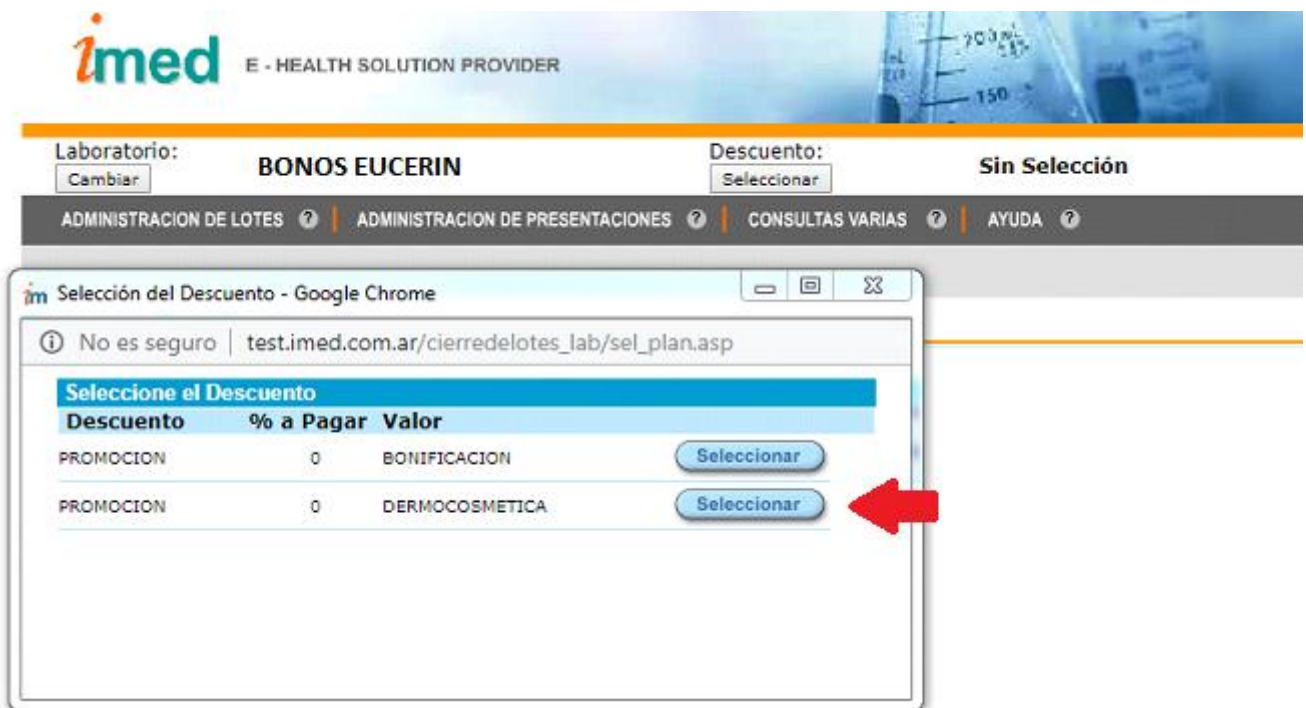 imed E - HEALTH SOLUTION PROVIDER
150
Laboratorio:
Cambiar
BONOS EUCERIN
Descuento:
Seleccionar
Sin Selección
ADMINISTRACION DE LOTES ? ADMINISTRACION DE PRESENTACIONES ? CONSULTAS VARIAS ? AYUDA ?
im Selección del Descuento - Google Chrome
No es seguro | test.imed.com.ar/cierredelotes_lab/sel_plan.asp
Seleccione el Descuento
Descuento % a Pagar Valor
PROMOCION 0 BONIFICACION Seleccionar
PROMOCION 0 DERMOCOSMETICA Seleccionar